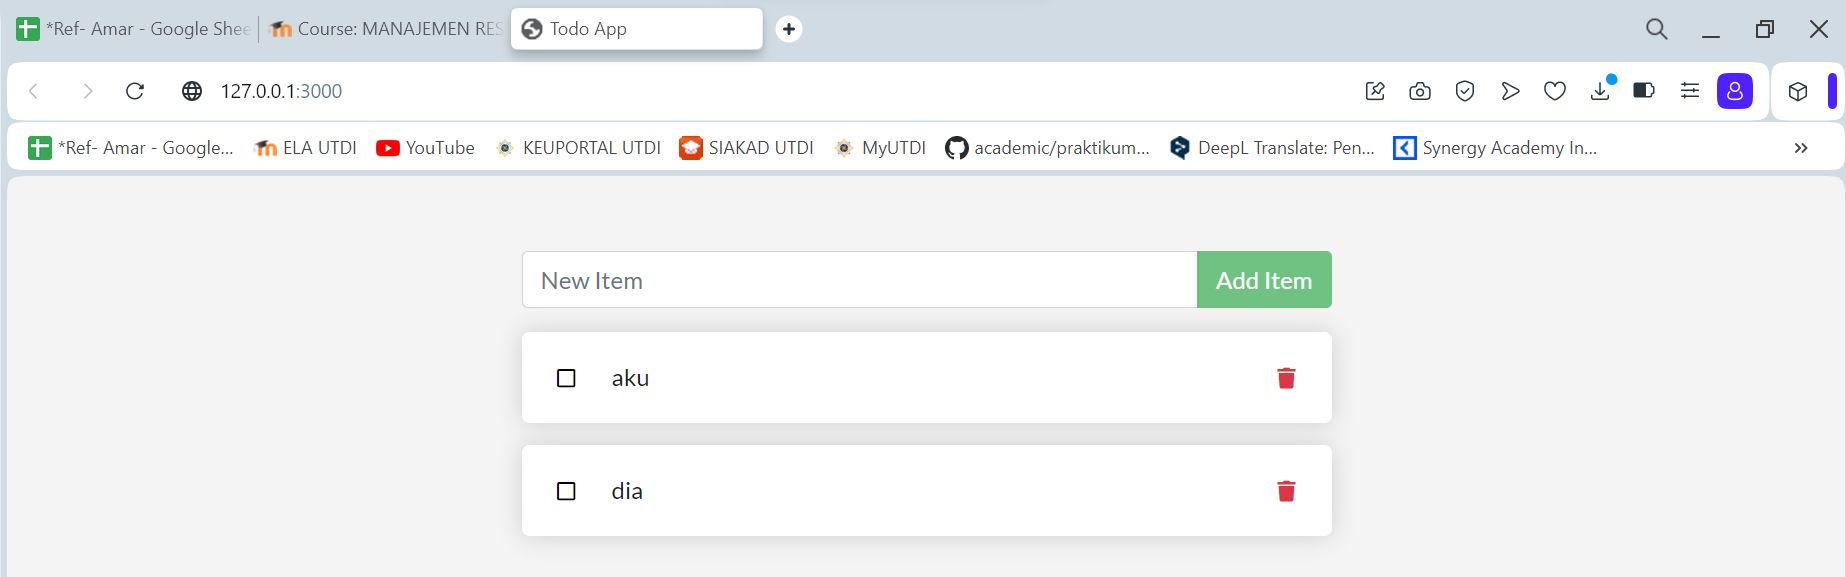 *Ref- Amar - Google Shee
Course: MANAJEMEN RES
Todo App
127.0.0.1:3000
*Ref- Amar - Google...
ELA UTDI
YouTube
KEUPORTAL UTDI
SIAKAD UTDI
MyUTDI
academic/praktikum...
DeepL Translate: Pen...
Synergy Academy In...
New Item
Add Item
aku
dia